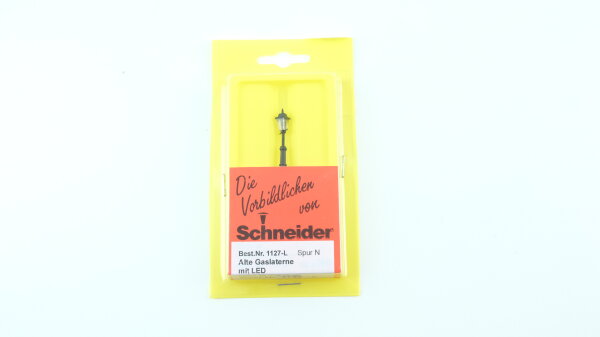 Die
Vorbildlichen
von
Schneider
Best.Nr. 1127-L Spur N
Alte Gaslaterne
mit LED